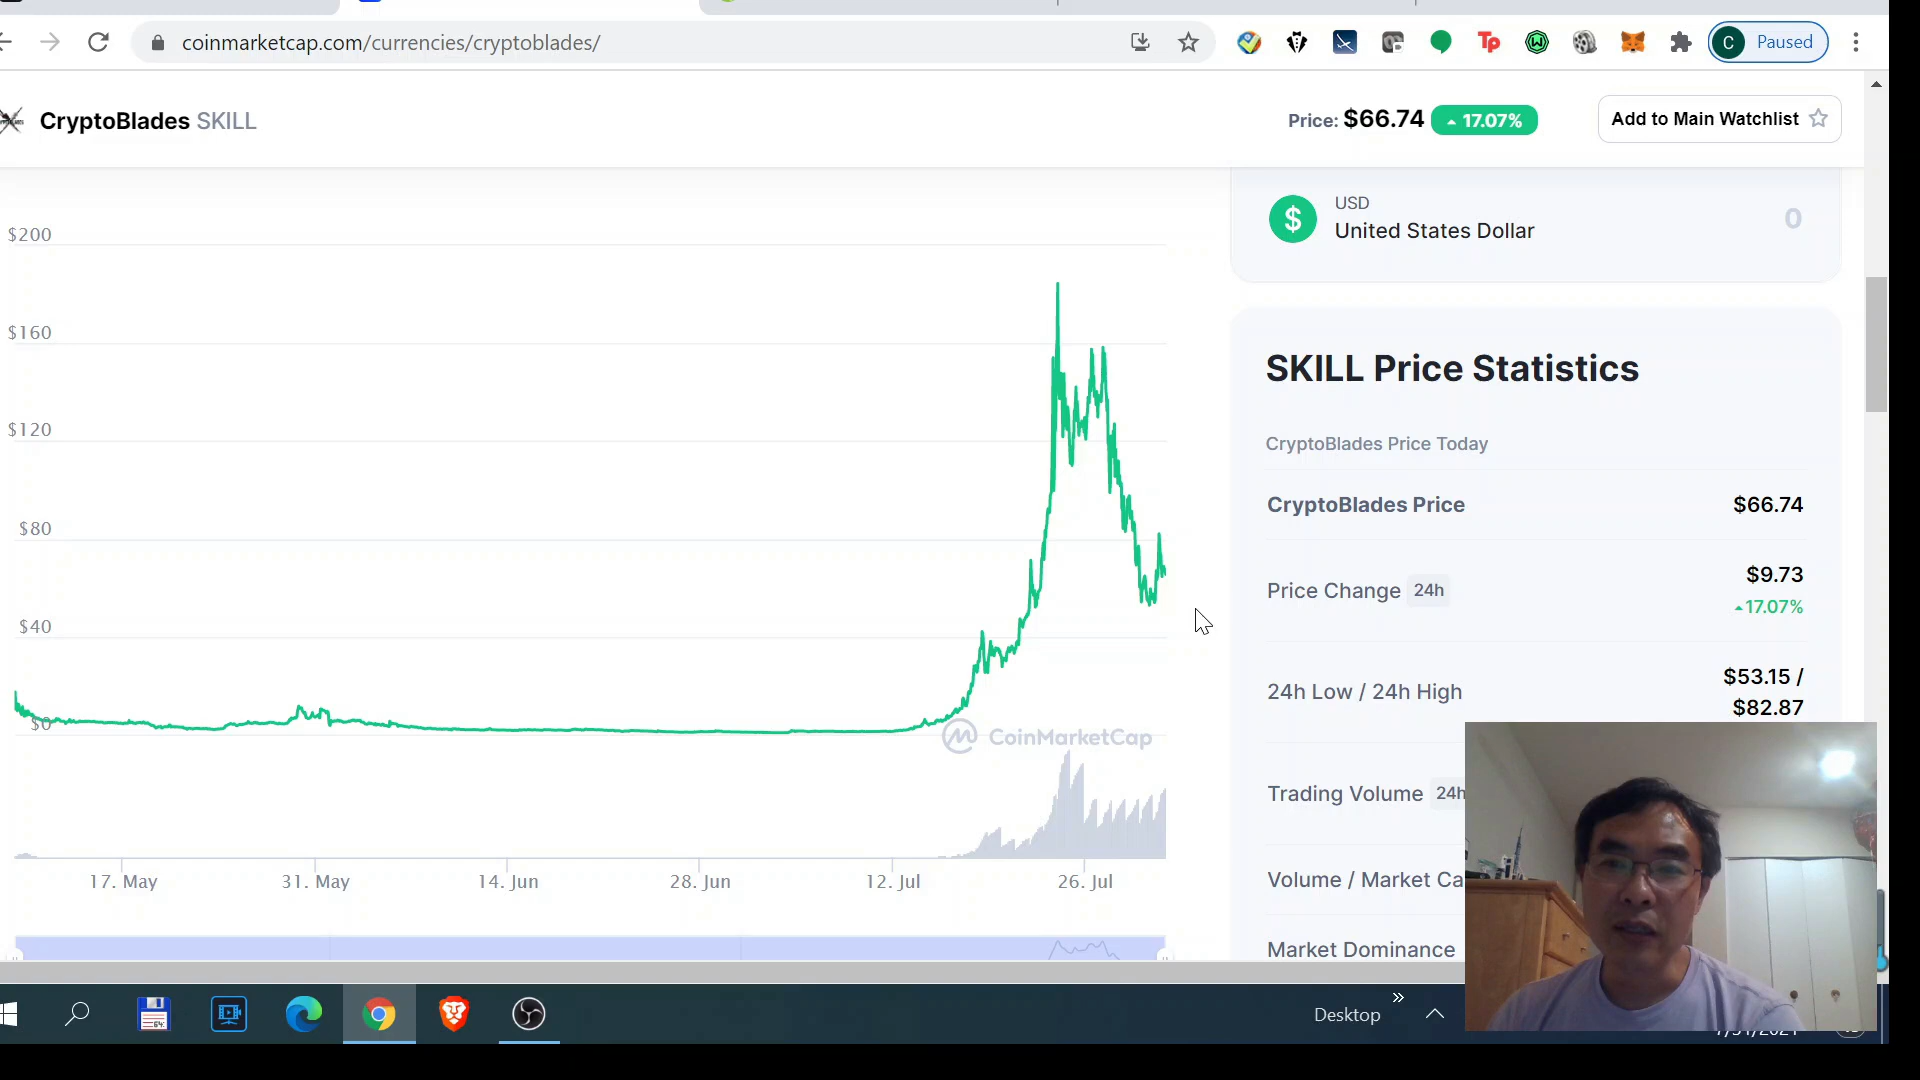 coinmarketcap.com/currencies/cryptoblades/
Tp
C Paused
CryptoBlades SKILL
Price: $66.74 17.07%
Add to Main Watchlist
USD
United States Dollar
0
$200
$160
$120
$80
$40
$0
CoinMarketCap
17. May 31. May 14. Jun 28. Jun 12. Jul 26. Jul
SKILL Price Statistics
CryptoBlades Price Today
CryptoBlades Price $66.74
Price Change 24h $9.73
17.07%
24h Low / 24h High $53.15 /
$82.87
Trading Volume 24h
Volume / Market Ca
Market Dominance
64
Desktop